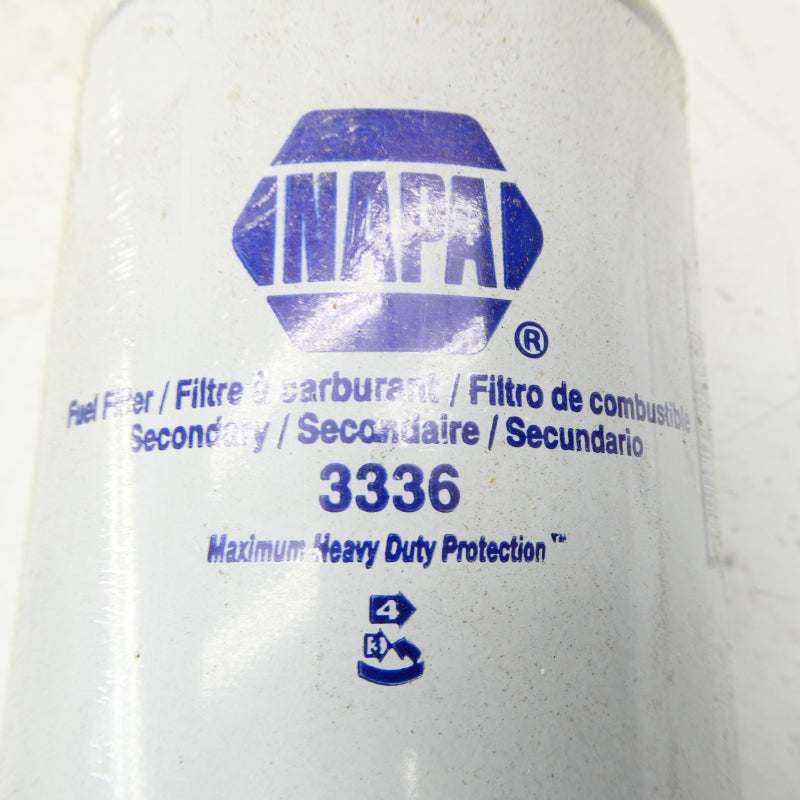 NAPA
®
Fuel Filter / Filtre à carburant / Filtro de combustible
Secondary / Secondaire / Secundario
3336
Maximum Heavy Duty Protection™
4
3